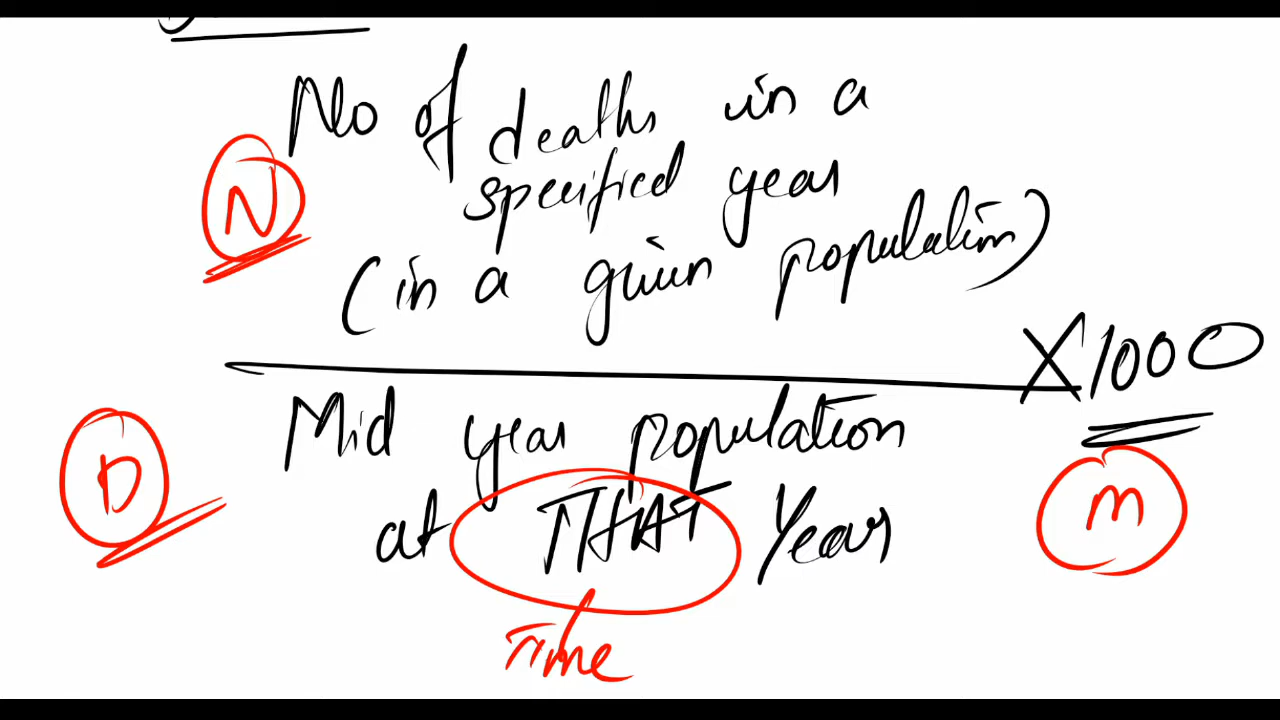 No of deaths in a
specified year
N
(in a given population)
X1000
Mid year population
D
at THAT Year
m
Time